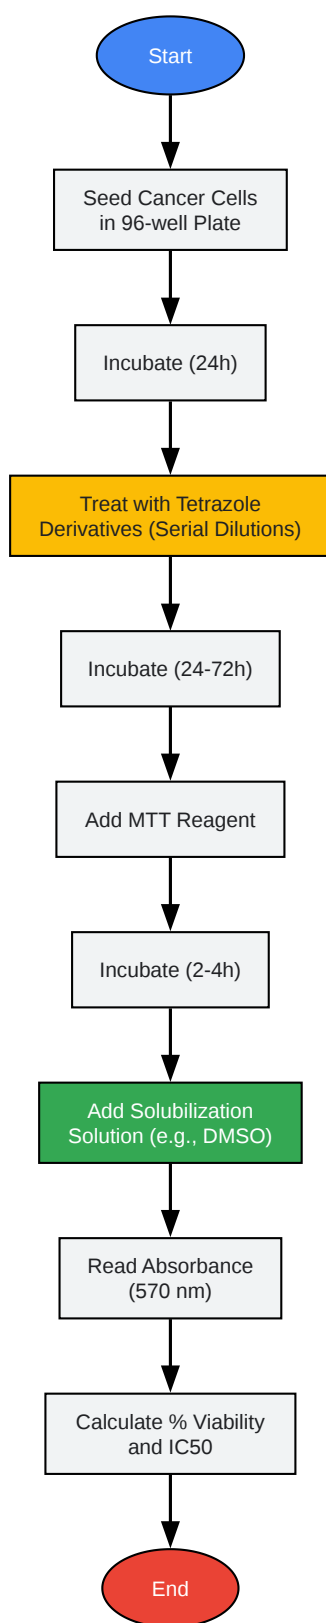 Start
Seed Cancer Cells
in 96-well Plate
Incubate (24h)
Treat with Tetrazole
Derivatives (Serial Dilutions)
Incubate (24-72h)
Add MTT Reagent
Incubate (2-4h)
Add Solubilization
Solution (e.g., DMSO)
Read Absorbance
(570 nm)
Calculate % Viability
and IC50
End